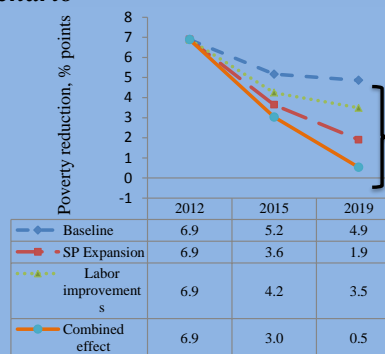 8
7
6
5
4
3
2
1
0
-1
Poverty reduction, % points
2012 2015 2019
Baseline 6.9 5.2 4.9
SP Expansion 6.9 3.6 1.9
Labor
improvement
s 6.9 4.2 3.5
Combined
effect 6.9 3.0 0.5